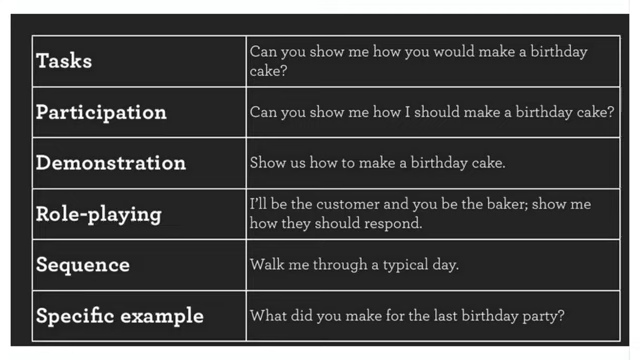 Tasks
Can you show me how you would make a birthday
cake?
Participation
Can you show me how I should make a birthday cake?
Demonstration
Show us how to make a birthday cake.
Role-playing
I'll be the customer and you be the baker; show me
how they should respond.
Sequence
Walk me through a typical day.
Specific example
What did you make for the last birthday party?